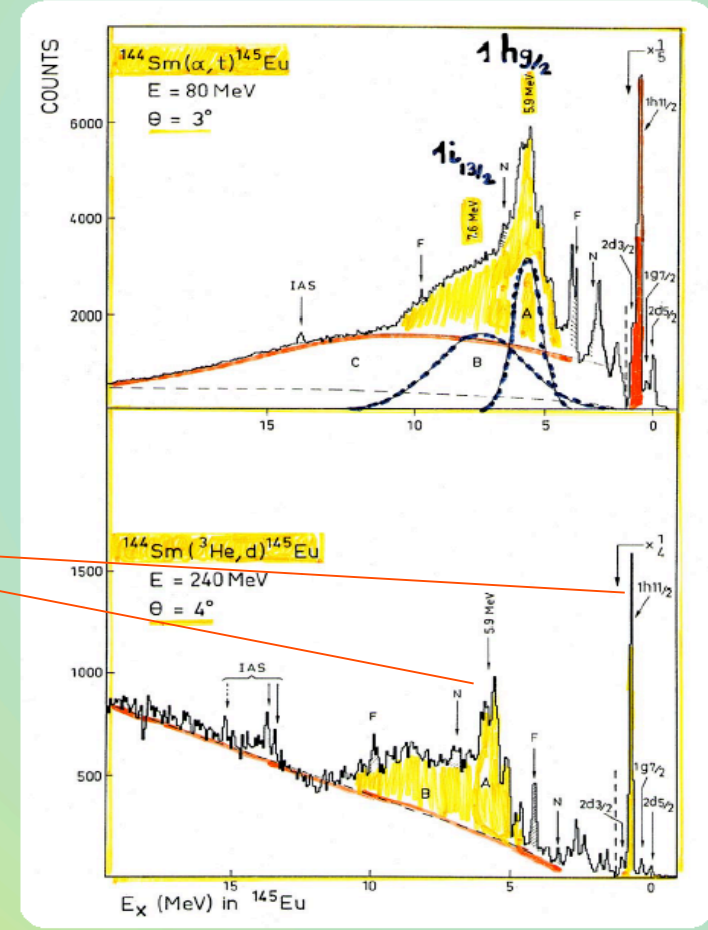 COUNTS
¹⁴⁴Sm(α,t)¹⁴⁵Eu
E = 80 MeV
θ = 3°
1h9/2
5.9 MeV
1i13/2
7.6 MeV
N
F
IAS
F
N
2d3/2
×1/5
1h11/2
1g7/2
2d5/2
6000
4000
2000
A
B
C
15
10
5
0
¹⁴⁴Sm(³He,d)¹⁴⁵Eu
E = 240 MeV
θ = 4°
IAS
F
N
5.9 MeV
F
N
2d3/2
×1/4
1h11/2
1g7/2
2d5/2
1500
1000
500
B
A
15
10
5
0
Eₓ (MeV) in ¹⁴⁵Eu